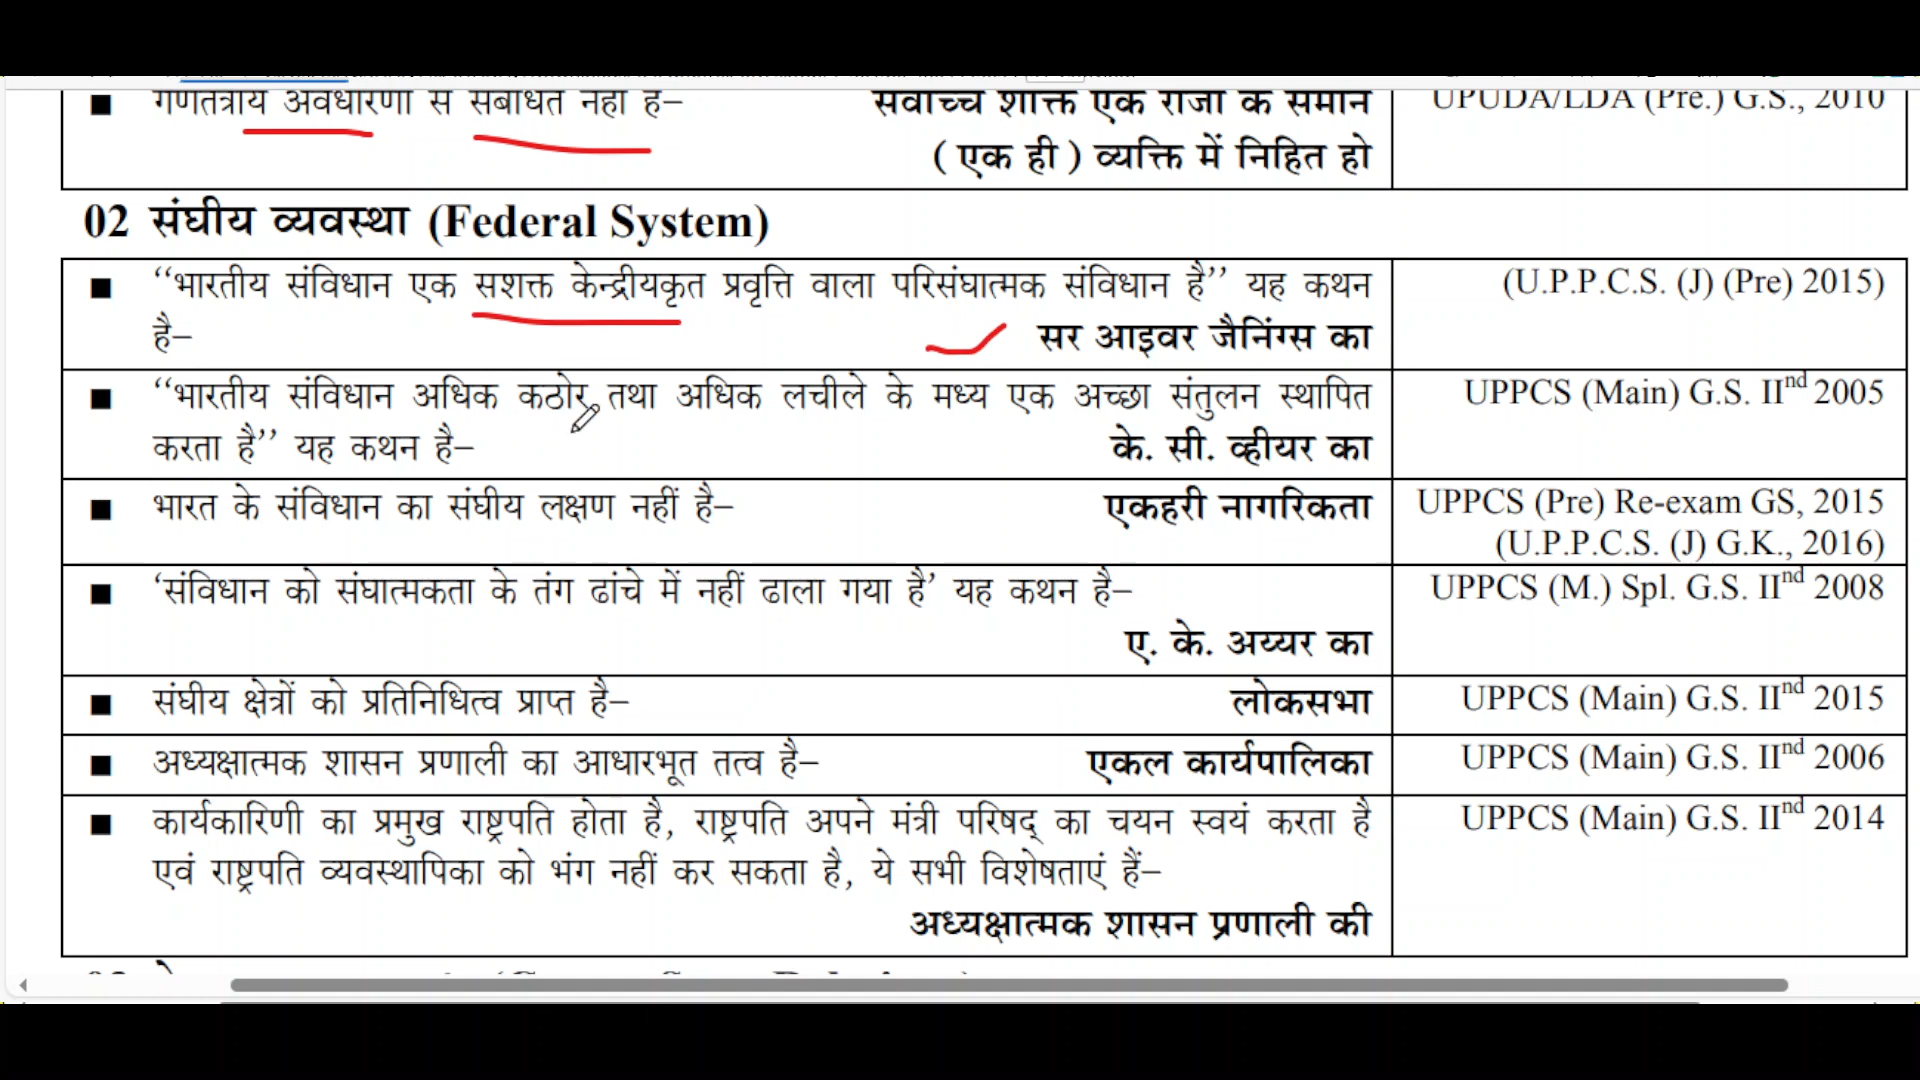 गणतंत्रीय अवधारणा से संबंधित नहीं है– सर्वोच्च शक्ति एक राजा के समान UPUDA/LDA (Pre.) G.S., 2010
( एक ही ) व्यक्ति में निहित हो
02 संघीय व्यवस्था (Federal System)
■ ‘‘भारतीय संविधान एक सशक्त केन्द्रीयकृत प्रवृत्ति वाला परिसंघात्मक संविधान है’’ यह कथन (U.P.P.C.S. (J) (Pre) 2015)
है– सर आइवर जैनिंग्स का
■ ‘‘भारतीय संविधान अधिक कठोर तथा अधिक लचीले के मध्य एक अच्छा संतुलन स्थापित UPPCS (Main) G.S. IInd 2005
करता है’’ यह कथन है– के. सी. व्हीयर का
■ भारत के संविधान का संघीय लक्षण नहीं है– एकहरी नागरिकता UPPCS (Pre) Re-exam GS, 2015
(U.P.P.C.S. (J) G.K., 2016)
■ ‘संविधान को संघात्मकता के तंग ढांचे में नहीं ढाला गया है’ यह कथन है– UPPCS (M.) Spl. G.S. IInd 2008
ए. के. अय्यर का
■ संघीय क्षेत्रों को प्रतिनिधित्व प्राप्त है– लोकसभा UPPCS (Main) G.S. IInd 2015
■ अध्यक्षात्मक शासन प्रणाली का आधारभूत तत्व है– एकल कार्यपालिका UPPCS (Main) G.S. IInd 2006
■ कार्यकारिणी का प्रमुख राष्ट्रपति होता है, राष्ट्रपति अपने मंत्री परिषद् का चयन स्वयं करता है UPPCS (Main) G.S. IInd 2014
एवं राष्ट्रपति व्यवस्थापिका को भंग नहीं कर सकता है, ये सभी विशेषताएं हैं–
अध्यक्षात्मक शासन प्रणाली की